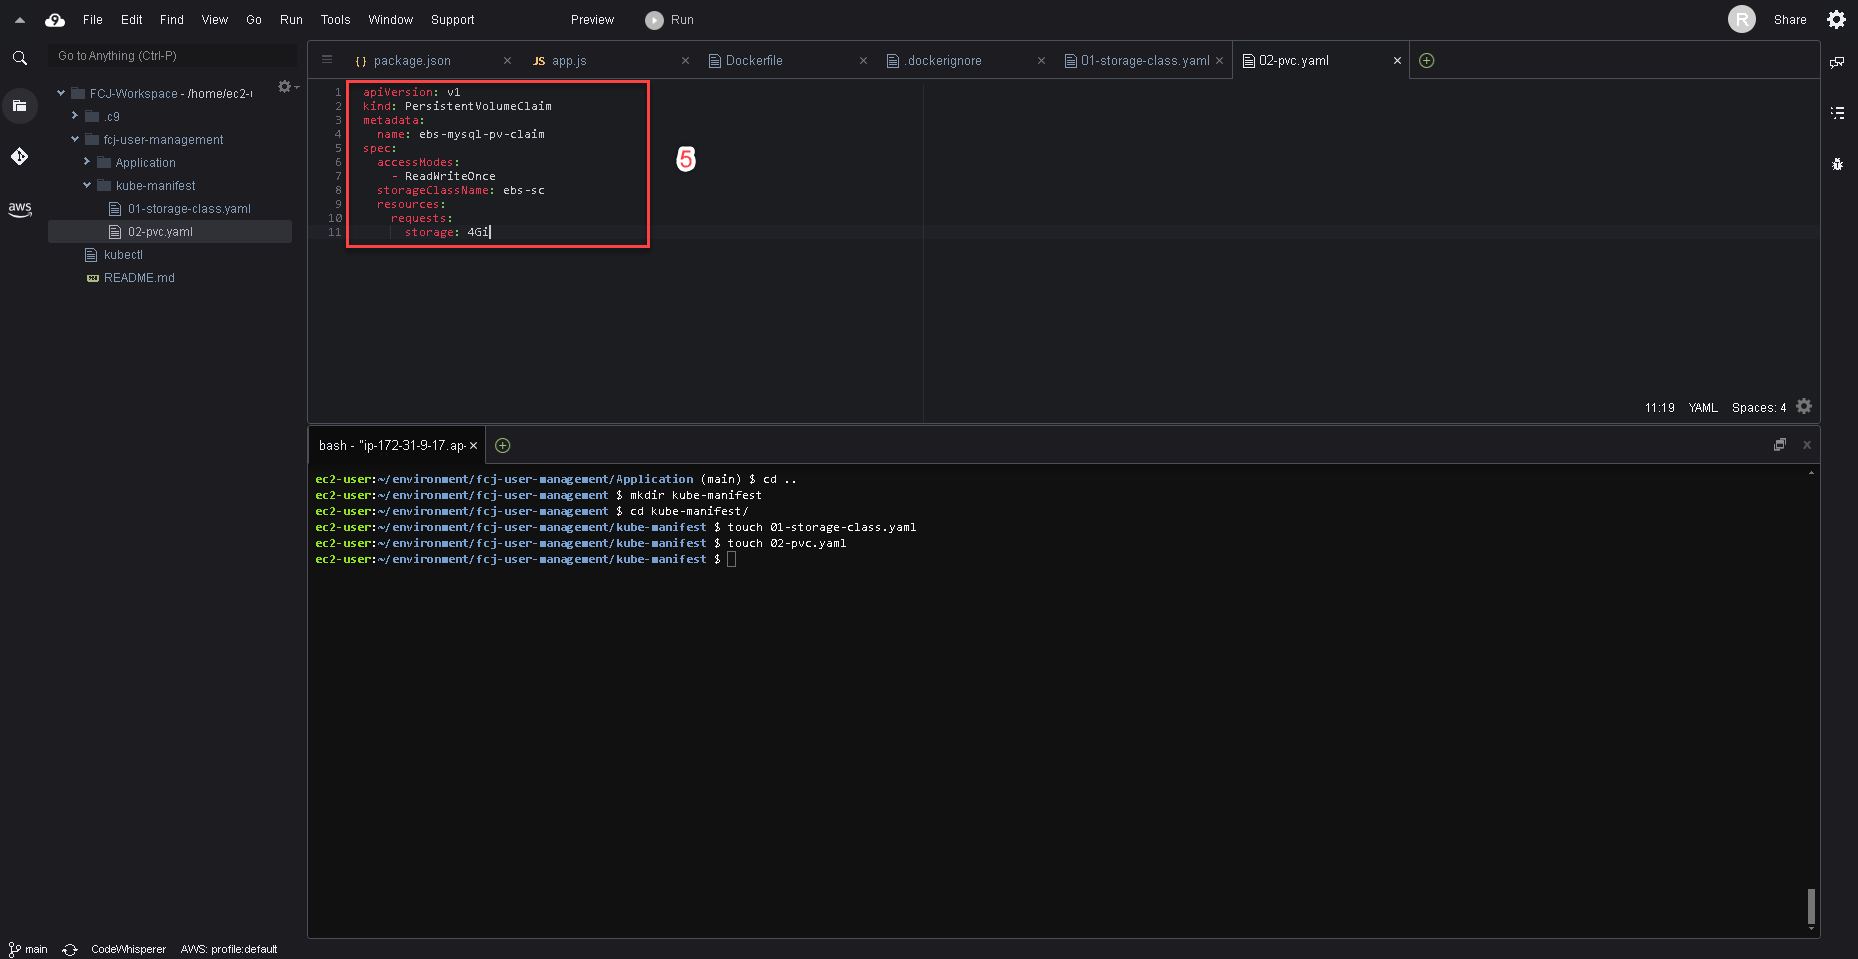 File Edit Find View Go Run Tools Window Support Preview Run R Share
Go to Anything (Ctrl-P)
{ } package.json × JS app.js × Dockerfile × .dockerignore × 01-storage-class.yaml × 02-pvc.yaml ×
FCJ-Workspace - /home/ec2-u
.c9
fcj-user-management
Application
kube-manifest
01-storage-class.yaml
02-pvc.yaml
kubectl
README.md
aws
1 apiVersion: v1
2 kind: PersistentVolumeClaim
3 metadata:
4 name: ebs-mysql-pv-claim
5 spec:
6 accessModes:
7 - ReadWriteOnce
8 storageClassName: ebs-sc
9 resources:
10 requests:
11 storage: 4Gi
5
11:19 YAML Spaces: 4
bash - "ip-172-31-9-17.ap- ×
ec2-user:~/environment/fcj-user-management/Application (main) $ cd ..
ec2-user:~/environment/fcj-user-management $ mkdir kube-manifest
ec2-user:~/environment/fcj-user-management $ cd kube-manifest/
ec2-user:~/environment/fcj-user-management/kube-manifest $ touch 01-storage-class.yaml
ec2-user:~/environment/fcj-user-management/kube-manifest $ touch 02-pvc.yaml
ec2-user:~/environment/fcj-user-management/kube-manifest $
main CodeWhisperer AWS: profile:default